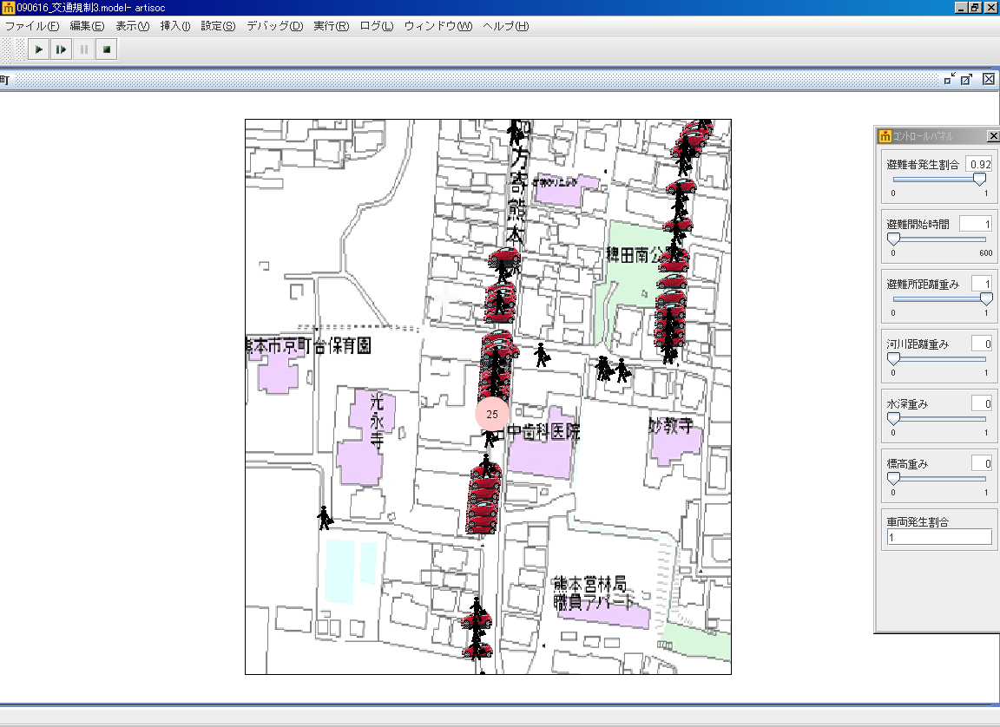 090616_交通規制3.model- artisoc
ファイル(F) 編集(E) 表示(V) 挿入(I) 設定(S) デバッグ(D) 実行(R) ログ(L) ウィンドウ(W) ヘルプ(H)
町
方寄熊本
稗田南公
熊本市京町台保育園
光永寺
25
中歯科医院
妙教寺
熊本営林局
職員アパート
コントロールパネル
避難者発生割合 0.92
0 1
避難開始時間 1
0 600
避難所距離重み 1
0 1
河川距離重み 0
0 1
水深重み 0
0 1
標高重み 0
0 1
車両発生割合
1